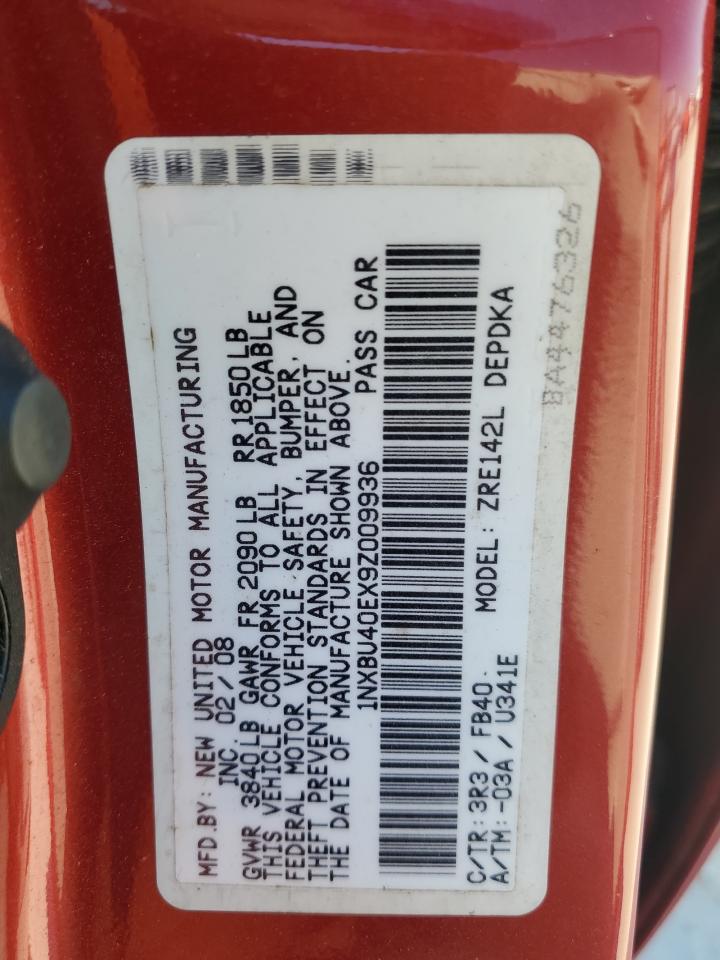 MFD.BY: NEW UNITED MOTOR MANUFACTURING
INC. 02/08
GVWR 3840LB GAWR FR 2090LB RR1850LB
THIS VEHICLE CONFORMS TO ALL APPLICABLE
FEDERAL MOTOR VEHICLE SAFETY, BUMPER, AND
THEFT PREVENTION STANDARDS IN EFFECT ON
THE DATE OF MANUFACTURE SHOWN ABOVE.
1NXBU40EX9Z009936 PASS CAR
C/TR: 3R3 / FB40 MODEL: ZRE142L DEPDKA
A/TM: -03A / U341E
BA4476326